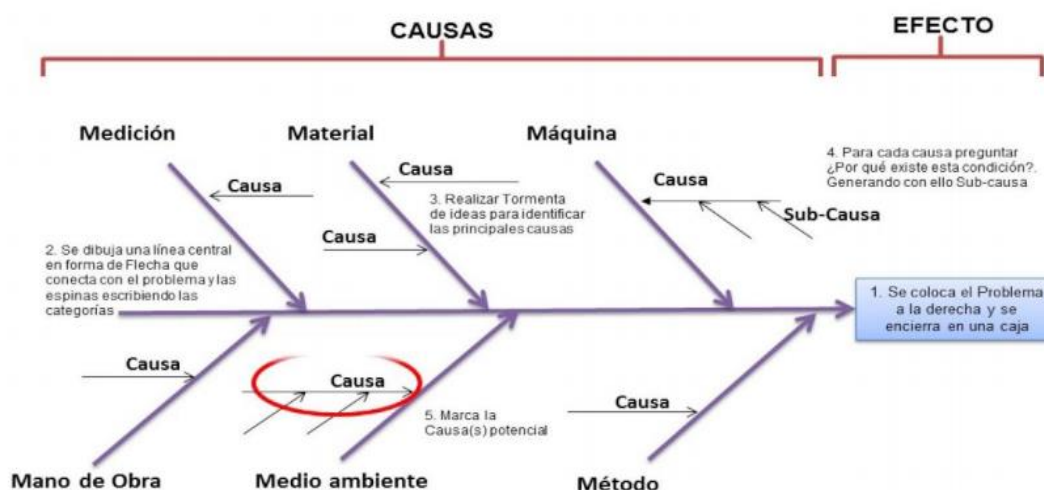 CAUSAS
EFECTO
Medición
Material
Máquina
4. Para cada causa preguntar
¿Por qué existe esta condición?.
Generando con ello Sub-causa
Causa
Causa
Causa
3. Realizar Tormenta
de ideas para identificar
las principales causas
Sub-Causa
Causa
2. Se dibuja una línea central
en forma de Flecha que
conecta con el problema y las
espinas escribiendo las
categorías
1. Se coloca el Problema
a la derecha y se
encierra en una caja
Causa
Causa
Causa
5. Marca la
Causa(s) potencial
Mano de Obra
Medio ambiente
Método